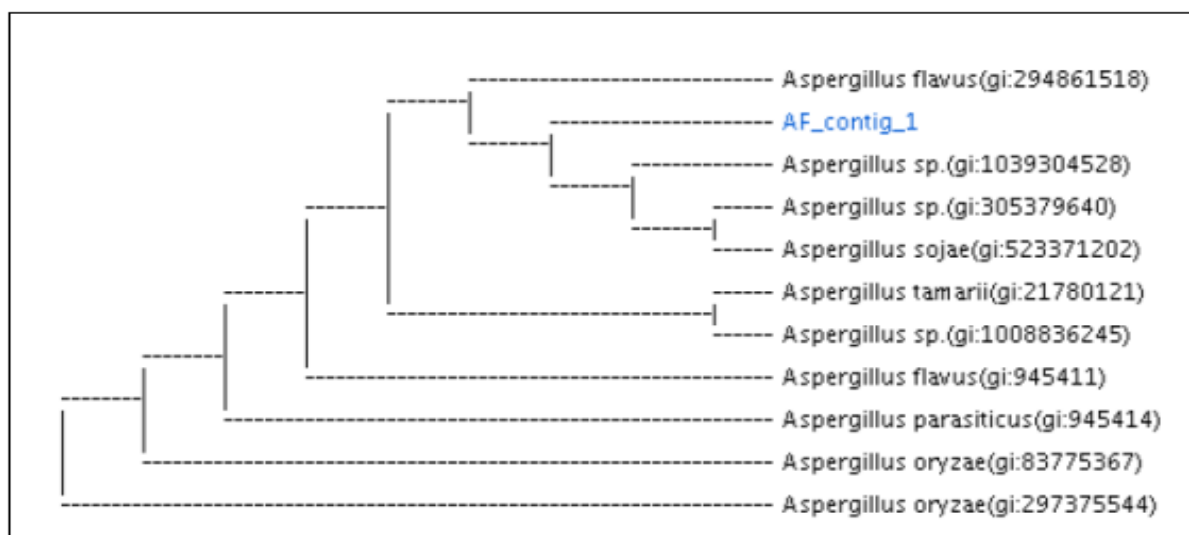 Aspergillus flavus(gi:294861518)
AF_contig_1
Aspergillus sp.(gi:1039304528)
Aspergillus sp.(gi:305379640)
Aspergillus sojae(gi:523371202)
Aspergillus tamarii(gi:21780121)
Aspergillus sp.(gi:1008836245)
Aspergillus flavus(gi:945411)
Aspergillus parasiticus(gi:945414)
Aspergillus oryzae(gi:83775367)
Aspergillus oryzae(gi:297375544)